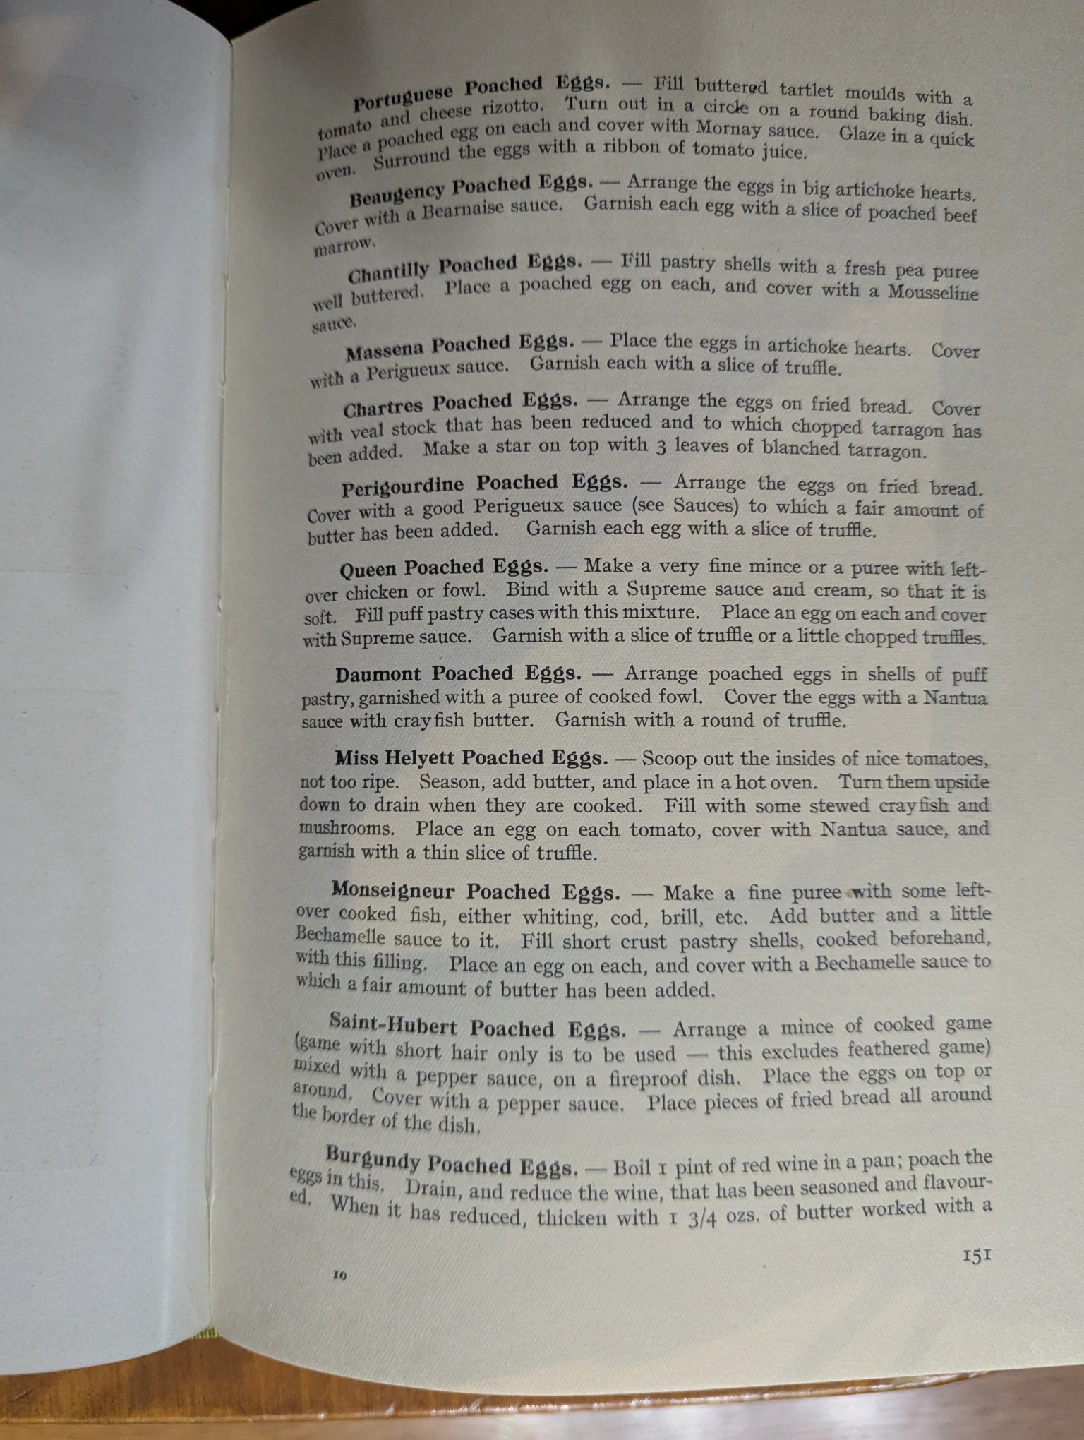 Portuguese Poached Eggs. — Fill buttered tartlet moulds with a
tomato and cheese rizotto. Turn out in a circle on a round baking dish.
Place a poached egg on each and cover with Mornay sauce. Glaze in a quick
oven. Surround the eggs with a ribbon of tomato juice.
Beaugency Poached Eggs. — Arrange the eggs in big artichoke hearts.
Cover with a Bearnaise sauce. Garnish each egg with a slice of poached beef
marrow.
Chantilly Poached Eggs. — Fill pastry shells with a fresh pea puree
well buttered. Place a poached egg on each, and cover with a Mousseline
sauce.
Massena Poached Eggs. — Place the eggs in artichoke hearts. Cover
with a Perigueux sauce. Garnish each with a slice of truffle.
Chartres Poached Eggs. — Arrange the eggs on fried bread. Cover
with veal stock that has been reduced and to which chopped tarragon has
been added. Make a star on top with 3 leaves of blanched tarragon.
Perigourdine Poached Eggs. — Arrange the eggs on fried bread.
Cover with a good Perigueux sauce (see Sauces) to which a fair amount of
butter has been added. Garnish each egg with a slice of truffle.
Queen Poached Eggs. — Make a very fine mince or a puree with left-
over chicken or fowl. Bind with a Supreme sauce and cream, so that it is
soft. Fill puff pastry cases with this mixture. Place an egg on each and cover
with Supreme sauce. Garnish with a slice of truffle or a little chopped truffles.
Daumont Poached Eggs. — Arrange poached eggs in shells of puff
pastry, garnished with a puree of cooked fowl. Cover the eggs with a Nantua
sauce with crayfish butter. Garnish with a round of truffle.
Miss Helyett Poached Eggs. — Scoop out the insides of nice tomatoes,
not too ripe. Season, add butter, and place in a hot oven. Turn them upside
down to drain when they are cooked. Fill with some stewed crayfish and
mushrooms. Place an egg on each tomato, cover with Nantua sauce, and
garnish with a thin slice of truffle.
Monseigneur Poached Eggs. — Make a fine puree with some left-
over cooked fish, either whiting, cod, brill, etc. Add butter and a little
Bechamelle sauce to it. Fill short crust pastry shells, cooked beforehand,
with this filling. Place an egg on each, and cover with a Bechamelle sauce to
which a fair amount of butter has been added.
Saint-Hubert Poached Eggs. — Arrange a mince of cooked game
(game with short hair only is to be used — this excludes feathered game)
mixed with a pepper sauce, on a fireproof dish. Place the eggs on top or
around. Cover with a pepper sauce. Place pieces of fried bread all around
the border of the dish.
Burgundy Poached Eggs. — Boil 1 pint of red wine in a pan; poach the
eggs in this. Drain, and reduce the wine, that has been seasoned and flavour-
ed. When it has reduced, thicken with 1 3/4 ozs. of butter worked with a
151
10